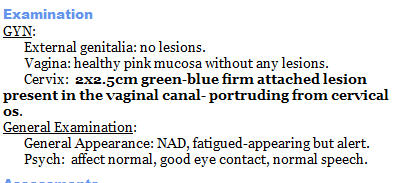 Examination
GYN:
External genitalia: no lesions.
Vagina: healthy pink mucosa without any lesions.
Cervix: 2x2.5cm green-blue firm attached lesion
present in the vaginal canal- portruding from cervical
os.
General Examination:
General Appearance: NAD, fatigued-appearing but alert.
Psych: affect normal, good eye contact, normal speech.